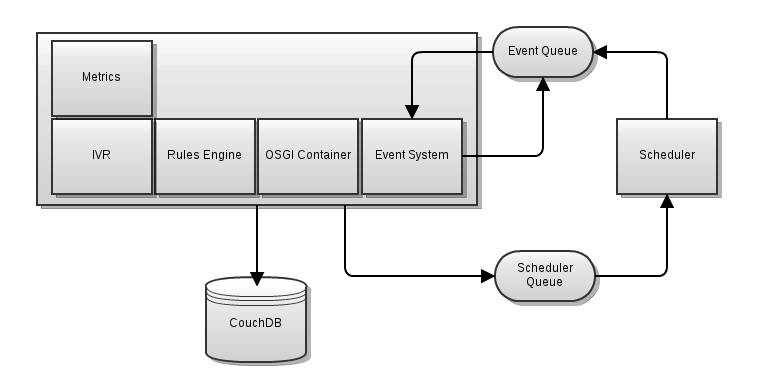 Event Queue
Metrics
IVR
Rules Engine
OSGI Container
Event System
Scheduler
Scheduler
Queue
CouchDB